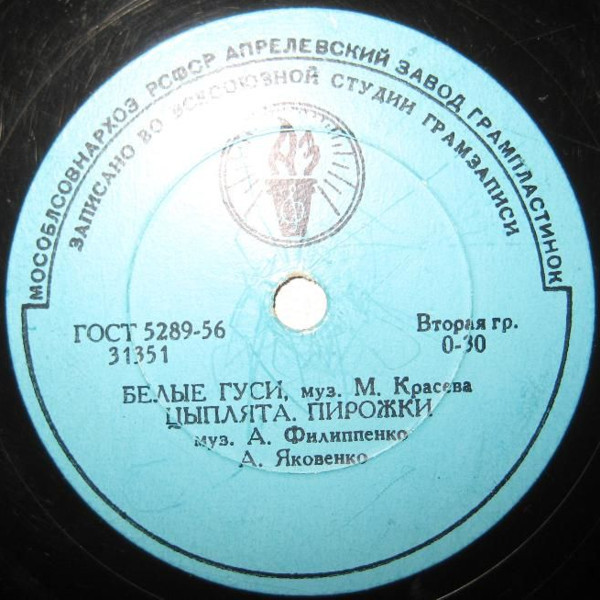 МОСОБЛСОВНАРХОЗ РСФСР АПРЕЛЕВСКИЙ ЗАВОД ГРАМПЛАСТИНОК
ЗАПИСАНО ВО ВСЕСОЮЗНОЙ СТУДИИ ГРАМЗАПИСИ
ГОСТ 5289-56 Вторая гр.
31351 0-30
БЕЛЫЕ ГУСИ, муз. М. Красева
ЦЫПЛЯТА. ПИРОЖКИ
муз. А. Филиппенко
А. Яковенко